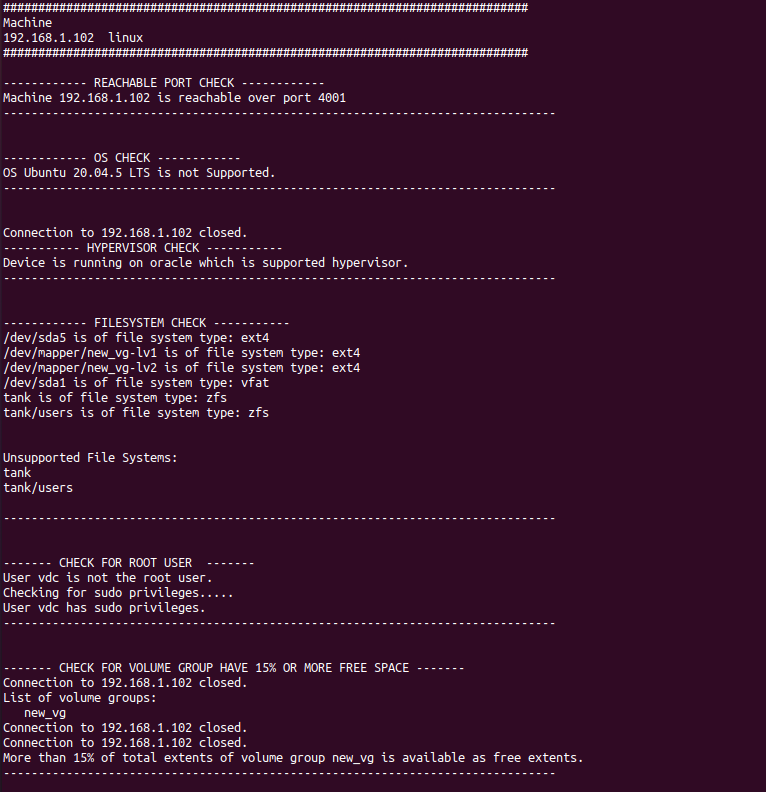 ###########################################################################
Machine
192.168.1.102  linux
###########################################################################
------------ REACHABLE PORT CHECK ------------
Machine 192.168.1.102 is reachable over port 4001
-------------------------------------------------------------------------------
------------ OS CHECK ------------
OS Ubuntu 20.04.5 LTS is not Supported.
-------------------------------------------------------------------------------
Connection to 192.168.1.102 closed.
----------- HYPERVISOR CHECK -----------
Device is running on oracle which is supported hypervisor.
-------------------------------------------------------------------------------
------------ FILESYSTEM CHECK -----------
/dev/sda5 is of file system type: ext4
/dev/mapper/new_vg-lv1 is of file system type: ext4
/dev/mapper/new_vg-lv2 is of file system type: ext4
/dev/sda1 is of file system type: vfat
tank is of file system type: zfs
tank/users is of file system type: zfs
Unsupported File Systems:
tank
tank/users
-------------------------------------------------------------------------------
------- CHECK FOR ROOT USER  -------
User vdc is not the root user.
Checking for sudo privileges.....
User vdc has sudo privileges.
-------------------------------------------------------------------------------
------- CHECK FOR VOLUME GROUP HAVE 15% OR MORE FREE SPACE -------
Connection to 192.168.1.102 closed.
List of volume groups:
   new_vg
Connection to 192.168.1.102 closed.
Connection to 192.168.1.102 closed.
More than 15% of total extents of volume group new_vg is available as free extents.
-------------------------------------------------------------------------------